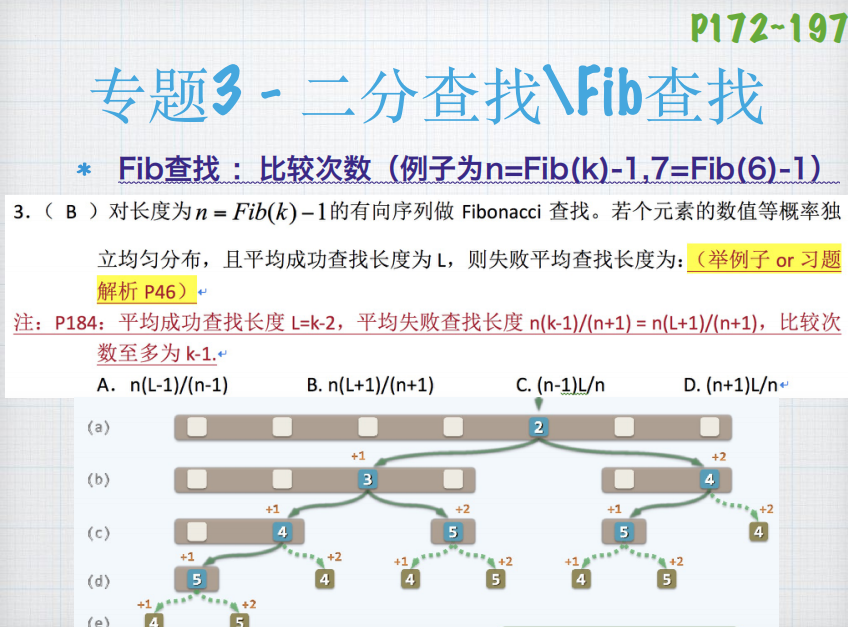 P172~197
专题3 - 二分查找\Fib查找
* Fib查找 : 比较次数（例子为n=Fib(k)-1,7=Fib(6)-1）
3.（ B ）对长度为 n = Fib(k) – 1的有向序列做 Fibonacci 查找。若个元素的数值等概率独
立均匀分布，且平均成功查找长度为 L，则失败平均查找长度为：（举例子 or 习题
解析 P46）
注：P184：平均成功查找长度 L=k-2，平均失败查找长度 n(k-1)/(n+1) = n(L+1)/(n+1)，比较次
数至多为 k-1.
A. n(L-1)/(n-1) B. n(L+1)/(n+1) C. (n-1)L/n D. (n+1)L/n
(a) 2
+1 +2
(b) 3 4
+1 +2 +1 +2
(c) 4 5 5 4
+1 +2 +1 +2 +1 +2
(d) 5 4 4 5 4 5
+1 +2
(e) 4 5